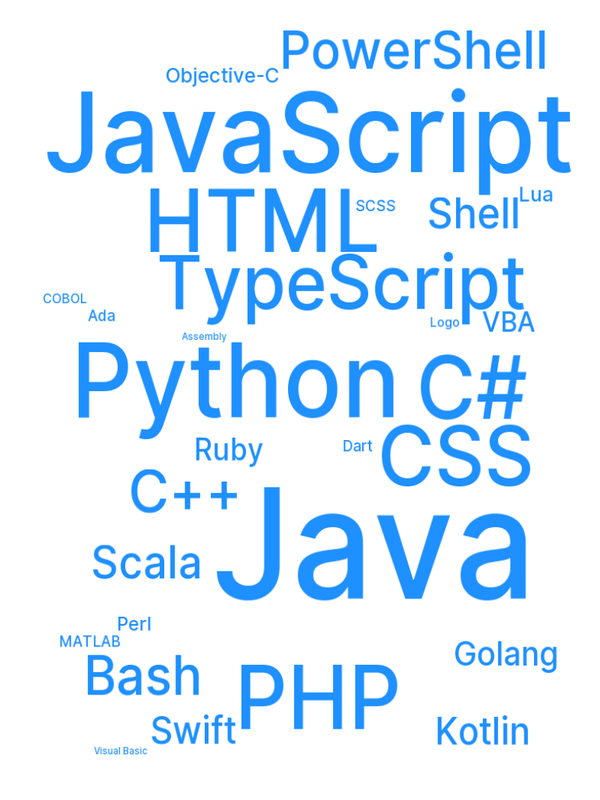 PowerShell
Objective-C
JavaScript
Lua
HTML
SCSS
Shell
TypeScript
COBOL
Ada
Logo
VBA
Assembly
Python
C#
Ruby
Dart
CSS
C++
Java
Scala
Perl
MATLAB
Golang
Bash
PHP
Swift
Kotlin
Visual Basic